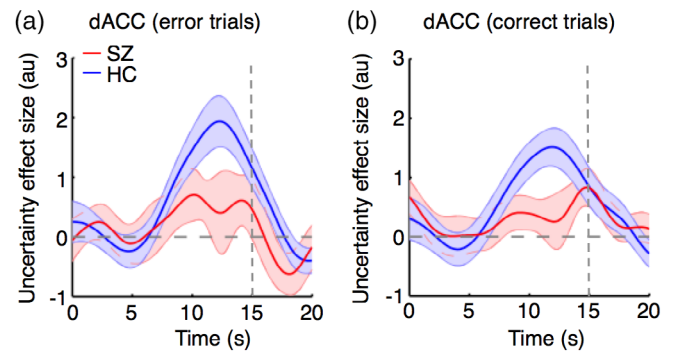 (a) dACC (error trials)
Uncertainty effect size (au)
3
2
1
0
-1
SZ
HC
0 5 10 15 20
Time (s)
(b) dACC (correct trials)
Uncertainty effect size (au)
3
2
1
0
-1
0 5 10 15 20
Time (s)